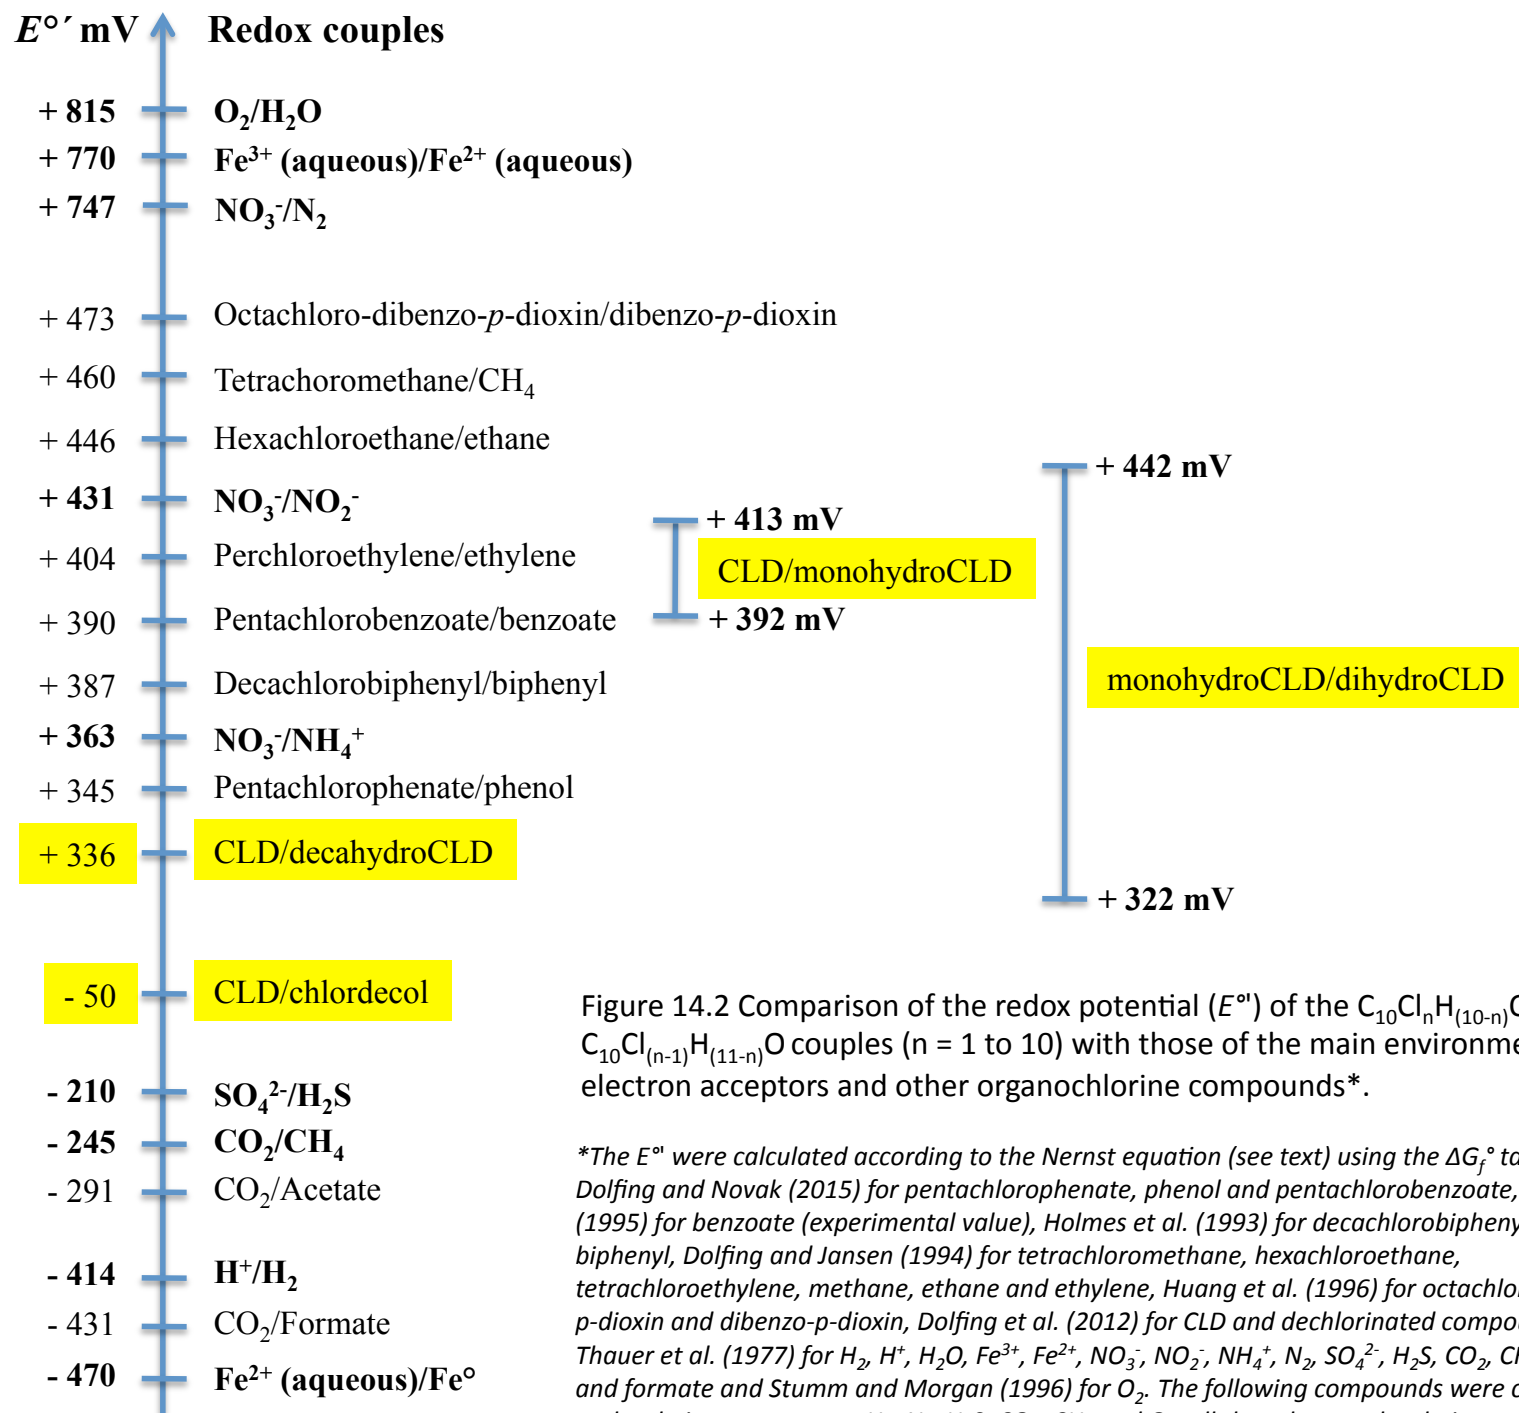 E°´ mV Redox couples
+ 815 O₂/H₂O
+ 770 Fe³⁺ (aqueous)/Fe²⁺ (aqueous)
+ 747 NO₃⁻/N₂
+ 473 Octachloro-dibenzo-p-dioxin/dibenzo-p-dioxin
+ 460 Tetrachoromethane/CH₄
+ 446 Hexachloroethane/ethane
+ 442 mV
+ 431 NO₃⁻/NO₂⁻
+ 413 mV
+ 404 Perchloroethylene/ethylene
CLD/monohydroCLD
+ 390 Pentachlorobenzoate/benzoate
+ 392 mV
+ 387 Decachlorobiphenyl/biphenyl
monohydroCLD/dihydroCLD
+ 363 NO₃⁻/NH₄⁺
+ 345 Pentachlorophenate/phenol
+ 336 CLD/decahydroCLD
+ 322 mV
- 50 CLD/chlordecol
- 210 SO₄²⁻/H₂S
- 245 CO₂/CH₄
- 291 CO₂/Acetate
- 414 H⁺/H₂
- 431 CO₂/Formate
- 470 Fe²⁺ (aqueous)/Fe°
Figure 14.2 Comparison of the redox potential (E°') of the C₁₀ClₙH₍₁₀₋ₙ₎
C₁₀Cl₍ₙ₋₁₎H₍₁₁₋ₙ₎O couples (n = 1 to 10) with those of the main
electron acceptors and other organochlorine compounds*.
*The E°' were calculated according to the Nernst equation (see text) using the ΔG_f°
Dolfing and Novak (2015) for pentachlorophenate, phenol and pentachlorobenzoate,
(1995) for benzoate (experimental value), Holmes et al. (1993) for
biphenyl, Dolfing and Jansen (1994) for tetrachloromethane, hexachloroethane,
tetrachloroethylene, methane, ethane and ethylene, Huang et al. (1996) for
p-dioxin and dibenzo-p-dioxin, Dolfing et al. (2012) for CLD and dechlorinated
Thauer et al. (1977) for H₂, H⁺, H₂O, Fe³⁺, Fe²⁺, NO₃⁻, NO₂⁻, NH₄⁺, N₂, SO₄²⁻, H₂S, CO₂,
and formate and Stumm and Morgan (1996) for O₂. The following compounds were